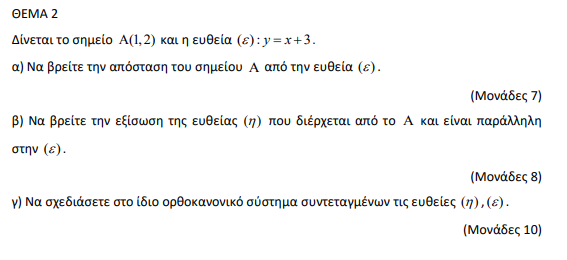 ΘΕΜΑ 2
Δίνεται το σημείο Α(1,2) και η ευθεία (ε): y = x+3.
α) Να βρείτε την απόσταση του σημείου Α από την ευθεία (ε).
(Μονάδες 7)
β) Να βρείτε την εξίσωση της ευθείας (η) που διέρχεται από το Α και είναι παράλληλη
στην (ε).
(Μονάδες 8)
γ) Να σχεδιάσετε στο ίδιο ορθοκανονικό σύστημα συντεταγμένων τις ευθείες (η),(ε).
(Μονάδες 10)